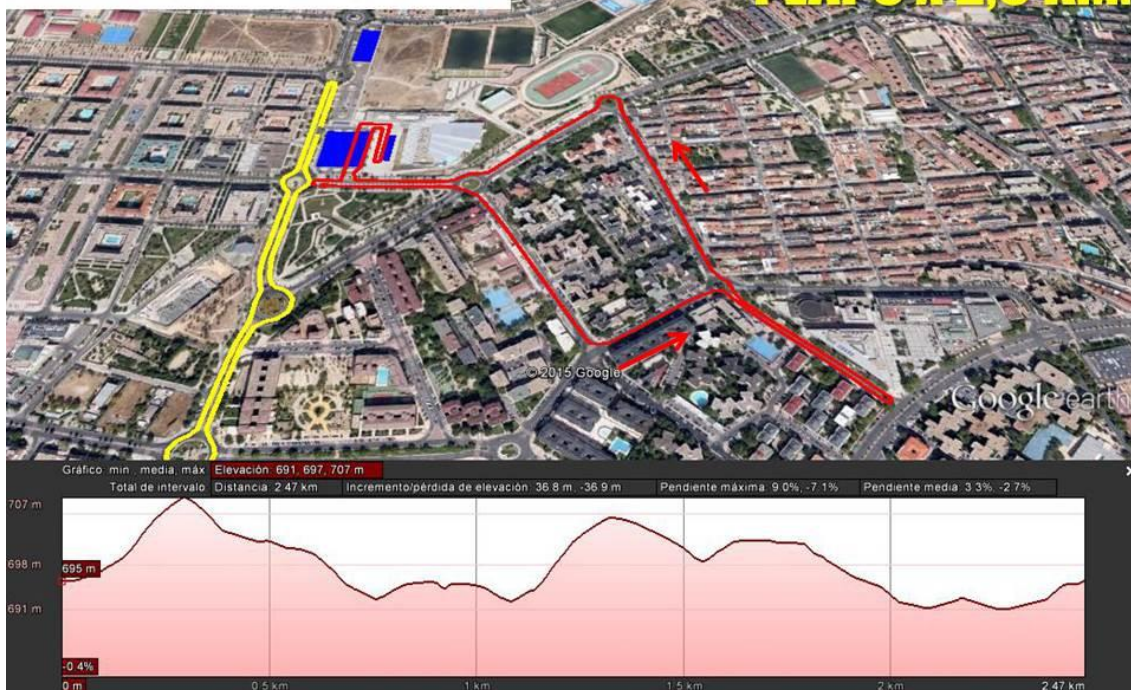 © 2015 Google
Google earth
Gráfico: min., media, máx. Elevación: 691, 697, 707 m
Total de intervalo: Distancia: 2.47 km Incremento/pérdida de elevación: 36.8 m, -36.9 m Pendiente máxima: 9.0%, -7.1% Pendiente media: 3.3%, -2.7%
707 m
698 m
695 m
691 m
-0.4%
0 m 0.5 km 1 km 1.5 km 2 km 2.47 km